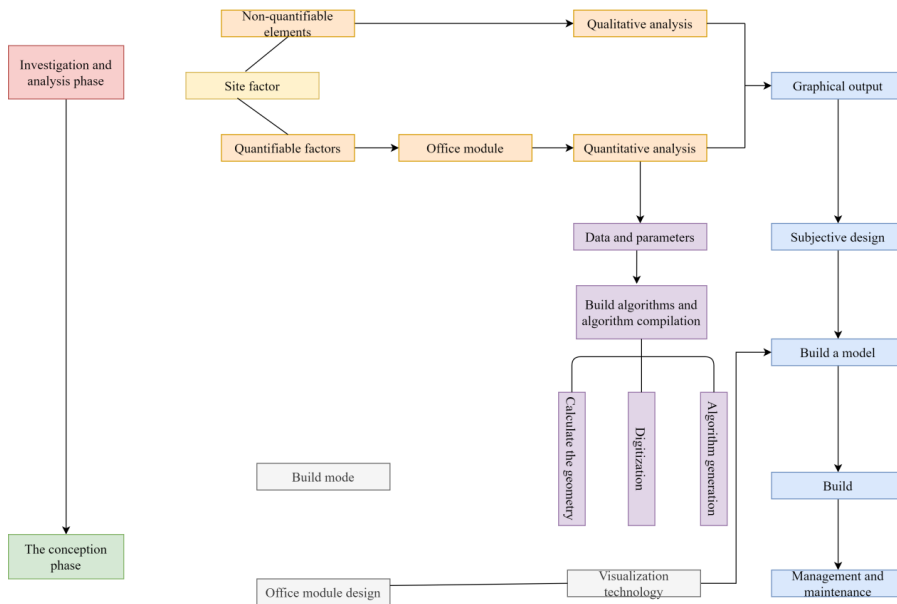 Non-quantifiable
elements
Qualitative analysis
Investigation and
analysis phase
Site factor
Graphical output
Quantifiable factors
Office module
Quantitative analysis
Data and parameters
Subjective design
Build algorithms and
algorithm compilation
Build a model
Calculate the geometry
Digitization
Algorithm generation
Build mode
Build
The conception
phase
Office module design
Visualization
technology
Management and
maintenance